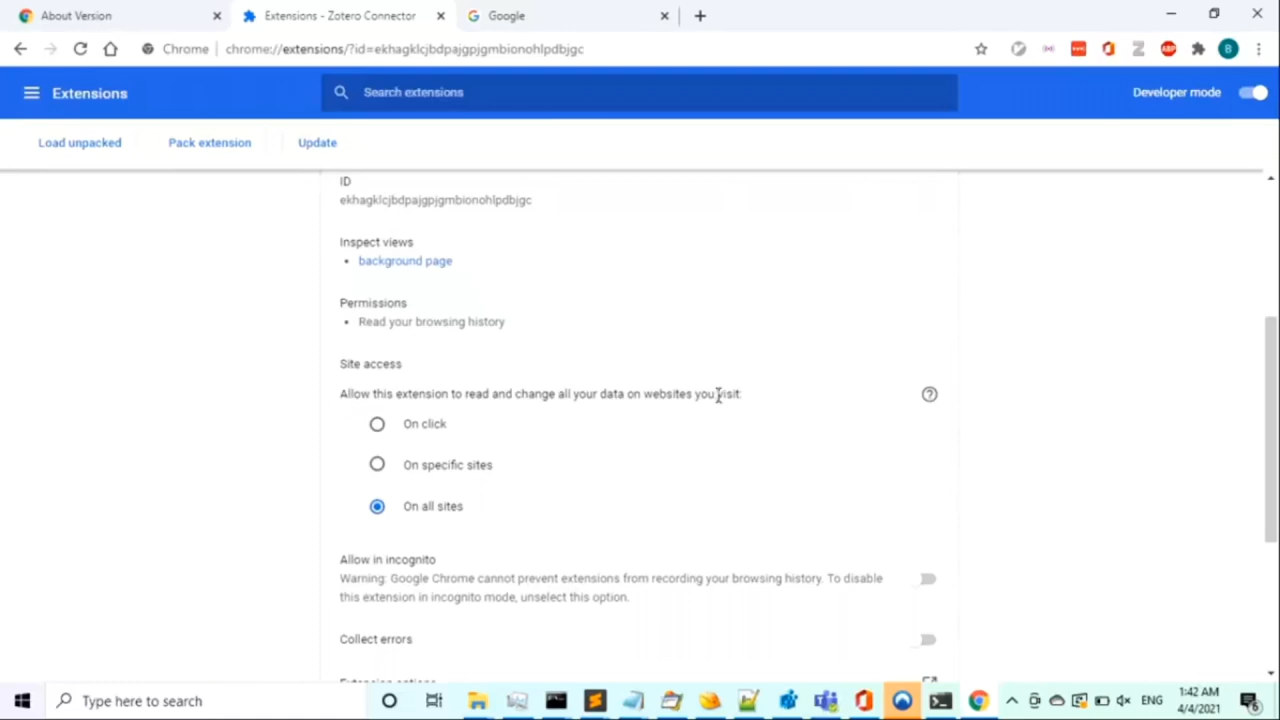 About Version
Extensions - Zotero Connector
Google
Chrome
chrome://extensions/?id=ekhagklcjbdpajgpjgmbionohlpdbjgc
ABP
B
Extensions
Search extensions
Developer mode
Load unpacked
Pack extension
Update
ID
ekhagklcjbdpajgpjgmbionohlpdbjgc
Inspect views
background page
Permissions
Read your browsing history
Site access
Allow this extension to read and change all your data on websites you visit:
On click
On specific sites
On all sites
Allow in incognito
Warning: Google Chrome cannot prevent extensions from recording your browsing history. To disable
this extension in incognito mode, unselect this option.
Collect errors
Extension options
Type here to search
ENG
1:42 AM
4/4/2021
6